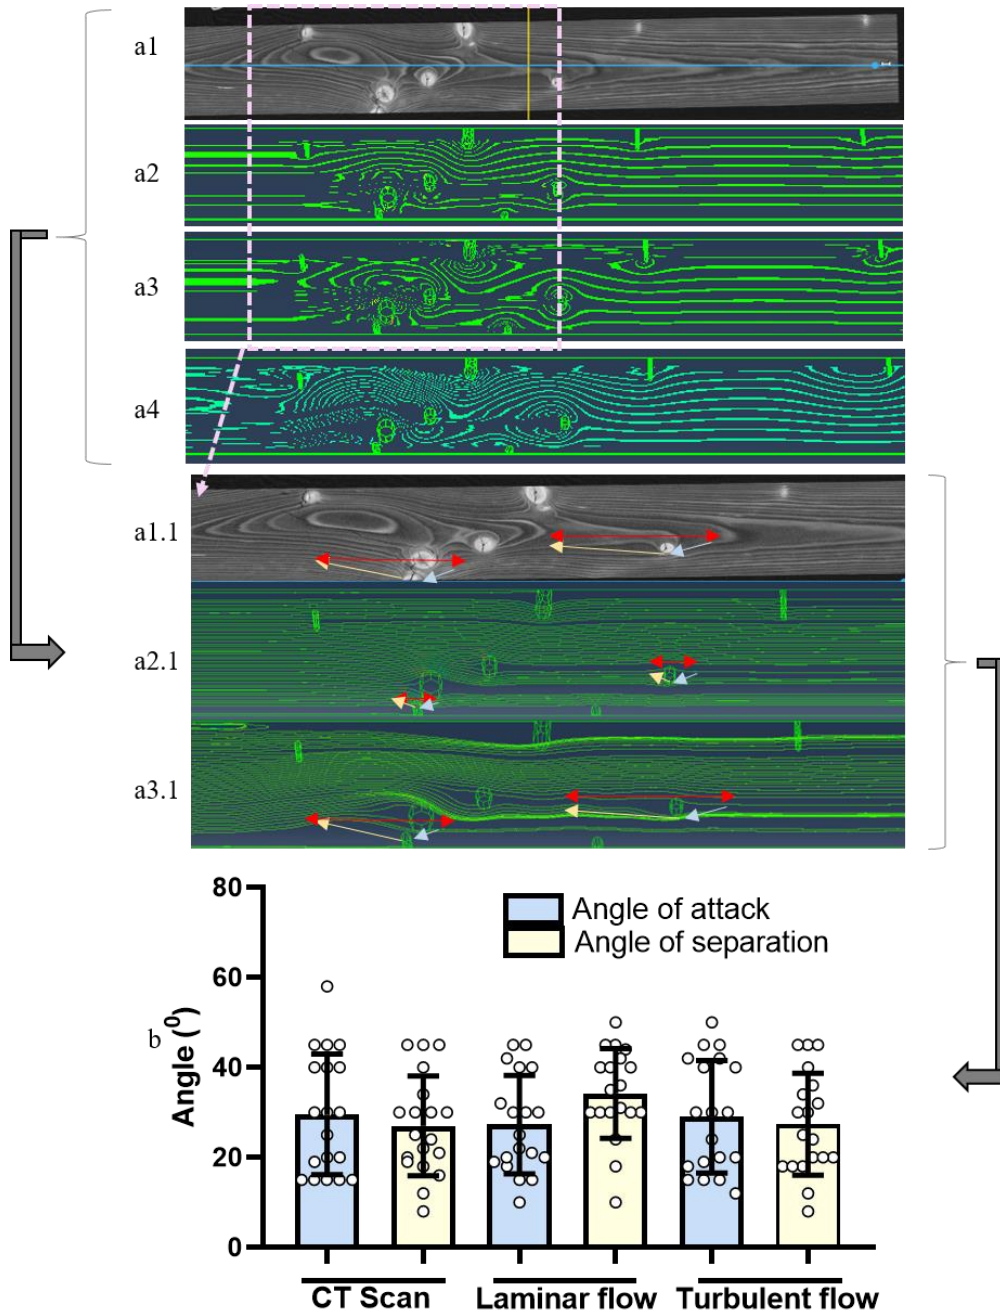 a1
a2
a3
a4
a1.1
a2.1
a3.1
b
Angle (⁰)
80
60
40
20
0
Angle of attack
Angle of separation
CT Scan
Laminar flow
Turbulent flow